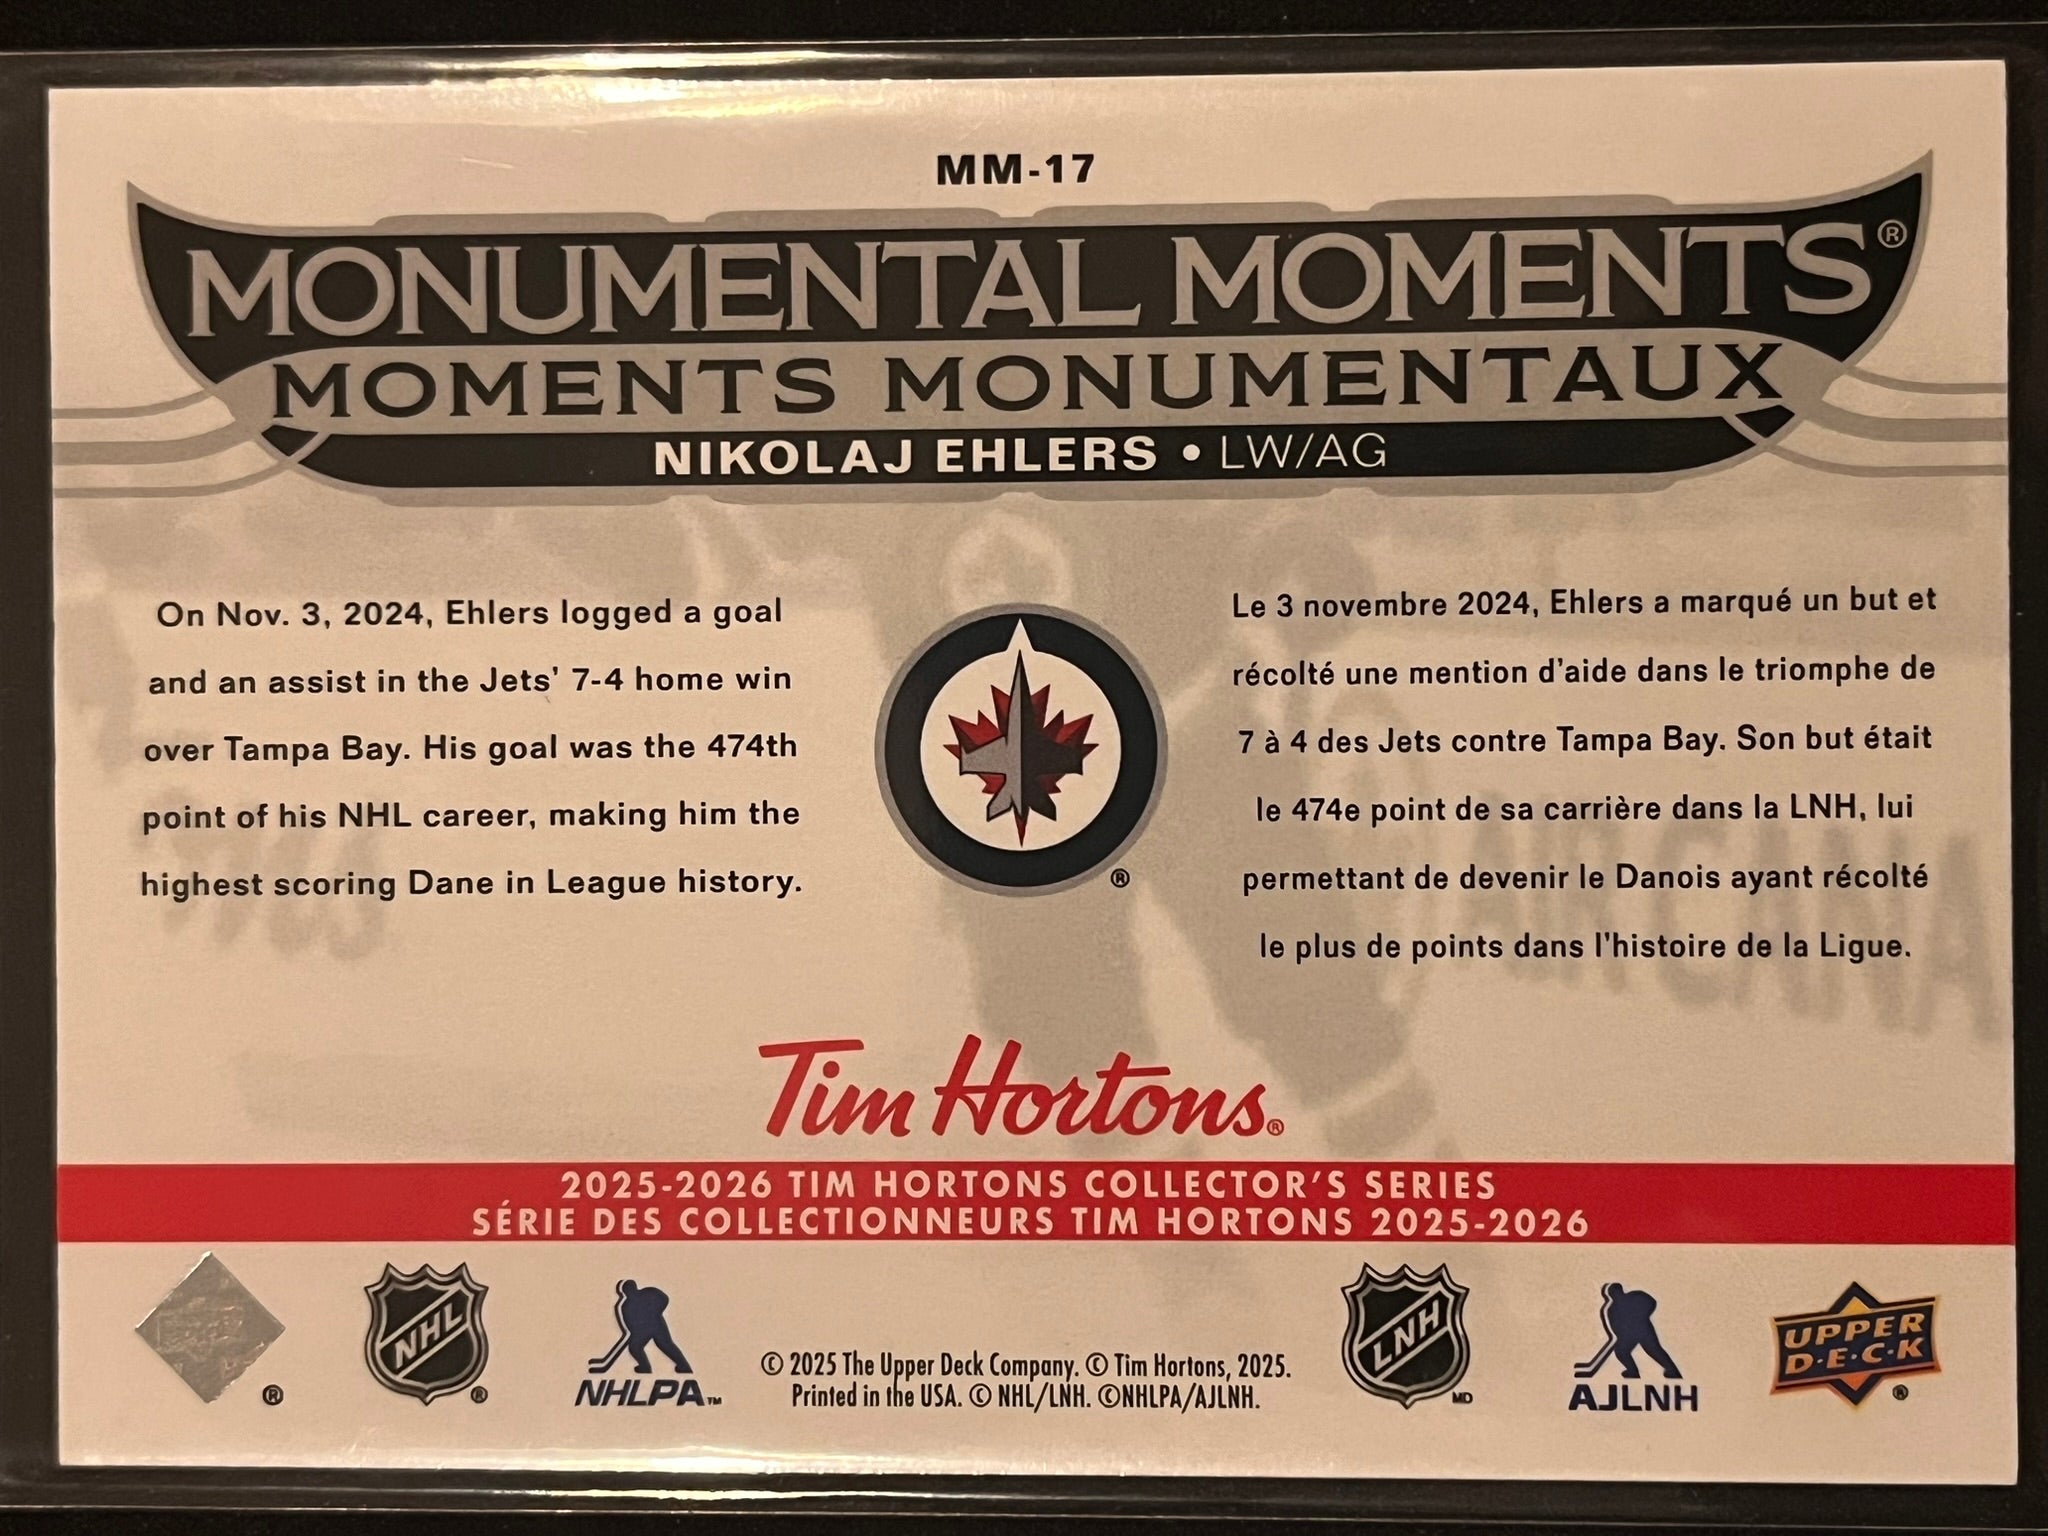 MM-17
MONUMENTAL MOMENTS®
MOMENTS MONUMENTAUX
NIKOLAJ EHLERS • LW/AG
On Nov. 3, 2024, Ehlers logged a goal
and an assist in the Jets' 7-4 home win
over Tampa Bay. His goal was the 474th
point of his NHL career, making him the
highest scoring Dane in League history.
®
Le 3 novembre 2024, Ehlers a marqué un but et
récolté une mention d'aide dans le triomphe de
7 à 4 des Jets contre Tampa Bay. Son but était
le 474e point de sa carrière dans la LNH, lui
permettant de devenir le Danois ayant récolté
le plus de points dans l'histoire de la Ligue.
Tim Hortons®
2025-2026 TIM HORTONS COLLECTOR'S SERIES
SÉRIE DES COLLECTIONNEURS TIM HORTONS 2025-2026
®
NHL ®
NHLPA™
© 2025 The Upper Deck Company. © Tim Hortons, 2025.
Printed in the USA. © NHL/LNH. ©NHLPA/AJLNH.
LNH MD
AJLNH
UPPER
D·E·C·K ®